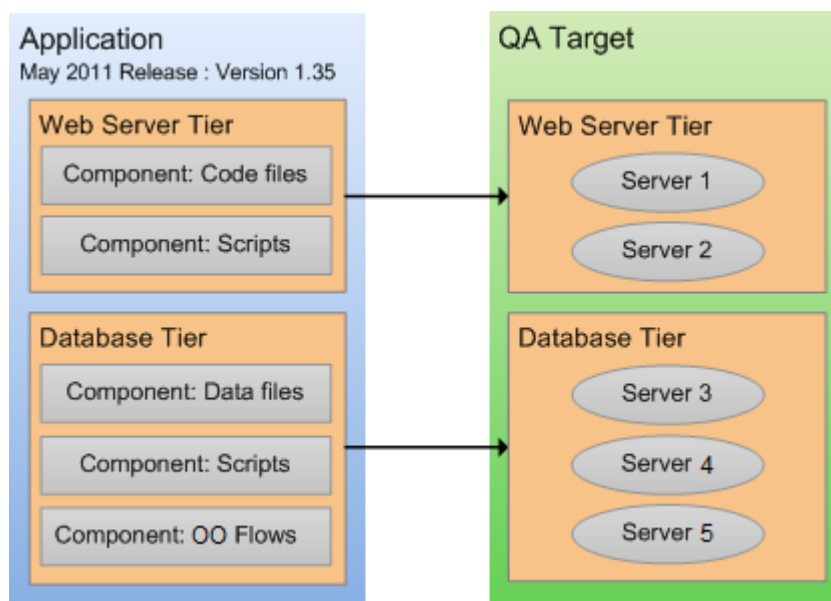 Application
May 2011 Release : Version 1.35
Web Server Tier
Component: Code files
Component: Scripts
Database Tier
Component: Data files
Component: Scripts
Component: OO Flows
QA Target
Web Server Tier
Server 1
Server 2
Database Tier
Server 3
Server 4
Server 5